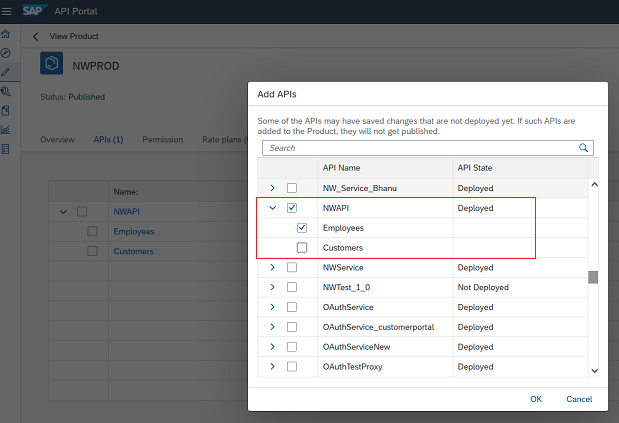 SAP API Portal
View Product
NWPROD
Status: Published
Overview APIs (1) Permission Rate plans (
Name:
NWAPI
Employees
Customers
Add APIs
Some of the APIs may have saved changes that are not deployed yet. If such APIs are
added to the Product, they will not get published.
Search
API Name API State
NW_Service_Bhanu Deployed
NWAPI Deployed
Employees
Customers
NWService Deployed
NWTest_1_0 Not Deployed
OAuthService Deployed
OAuthService_customerportal Deployed
OAuthServiceNew Deployed
OAuthTestProxy Deployed
OK Cancel